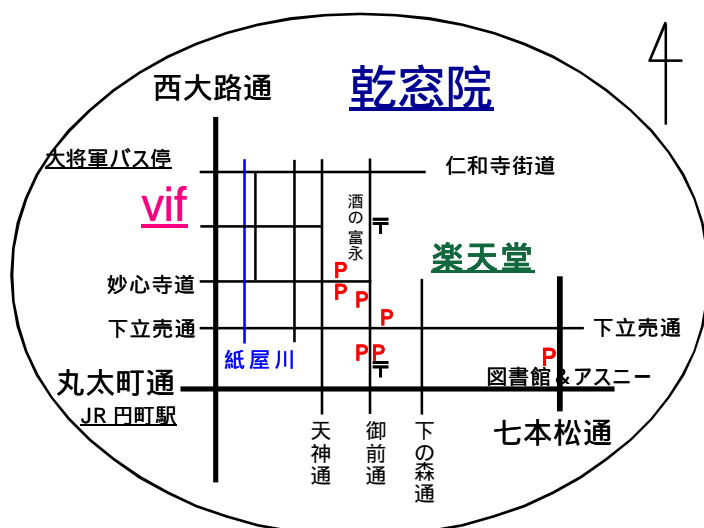 乾窓院
西大路通
大将軍バス停
仁和寺街道
vif
酒の富永
〒
楽天堂
妙心寺道
P
P
P
P
下立売通
下立売通
紙屋川
P P
〒
P
丸太町通
図書館&アスニー
JR 円町駅
天神通
御前通
下の森通
七本松通